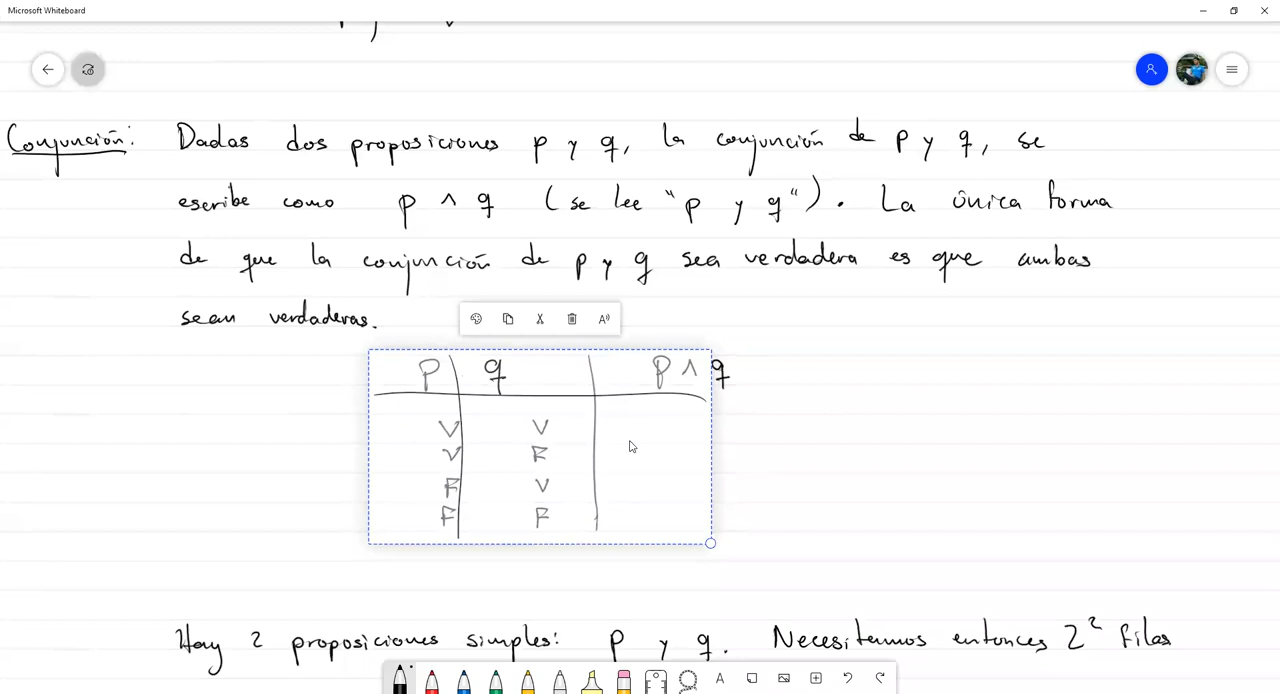 Microsoft Whiteboard
Conjunción: Dadas dos proposiciones p y q, la conjunción de p y q, se
escribe como p ∧ q (se lee "p y q"). La única forma
de que la conjunción de p y q sea verdadera es que ambas
sean verdaderas.
p q p ∧ q
V V
V F
F V
F F
Hay 2 proposiciones simples: p y q. Necesitamos entonces 2² filas